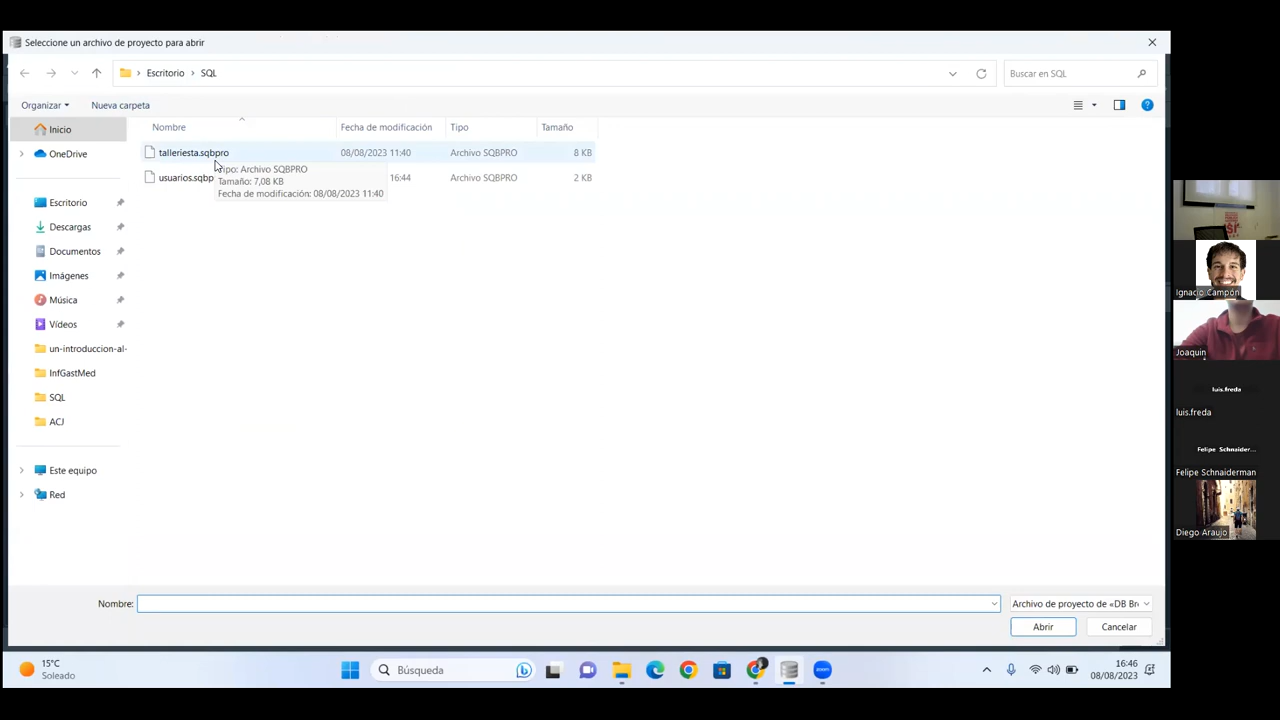 Seleccione un archivo de proyecto para abrir
Escritorio
SQL
Buscar en SQL
Organizar
Nueva carpeta
Inicio
OneDrive
Escritorio
Descargas
Documentos
Imágenes
Música
Vídeos
un-introduccion-al-
InfGastMed
SQL
ACJ
Este equipo
Red
Nombre Fecha de modificación Tipo Tamaño
talleriesta.sqbpro 08/08/2023 11:40 Archivo SQBPRO 8 KB
usuarios.sqbp 16:44 Archivo SQBPRO 2 KB
Tipo: Archivo SQBPRO
Tamaño: 7,08 KB
Fecha de modificación: 08/08/2023 11:40
Nombre:
Archivo de proyecto de «DB Br
Abrir
Cancelar
15°C
Soleado
Búsqueda
zoom
16:46
08/08/2023
SÍ
Ignacio Campón
Joaquin
luis.freda
luis.freda
Felipe Schnaider...
Felipe Schnaiderman
Diego Araujo